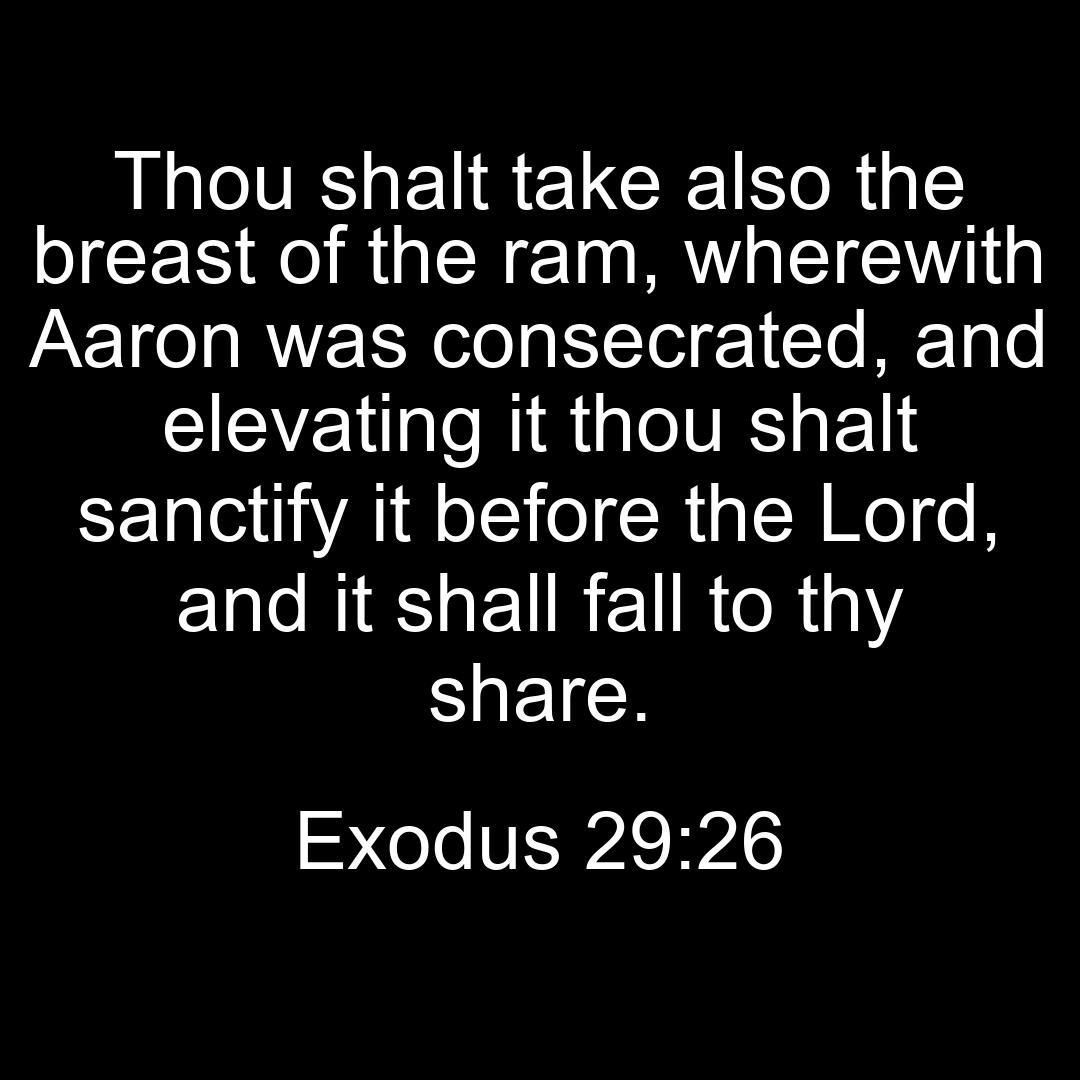 Thou shalt take also the
breast of the ram, wherewith
Aaron was consecrated, and
elevating it thou shalt
sanctify it before the Lord,
and it shall fall to thy
share.
Exodus 29:26